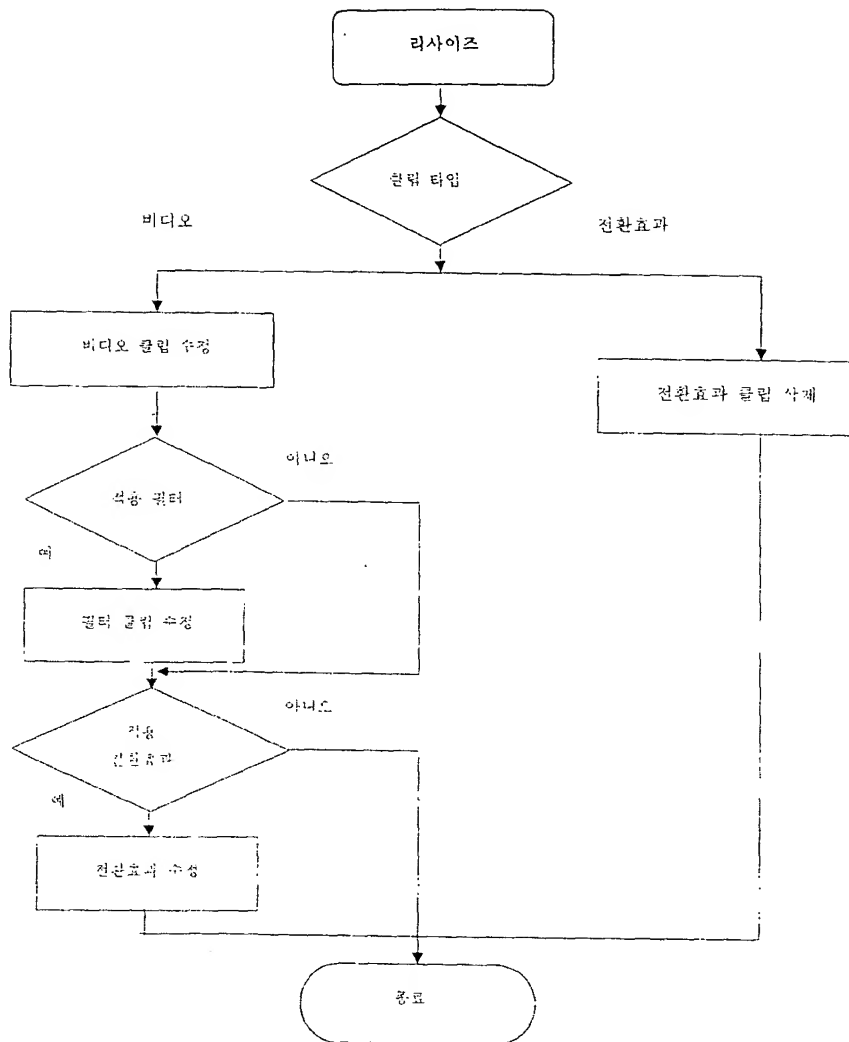 리사이즈
클립 타입
비디오
전환효과
비디오 클립 수정
전환효과 클립 삭제
아니오
적용 필터
예
필터 클립 수정
아니오
적용
전환효과
예
전환효과 수정
종료